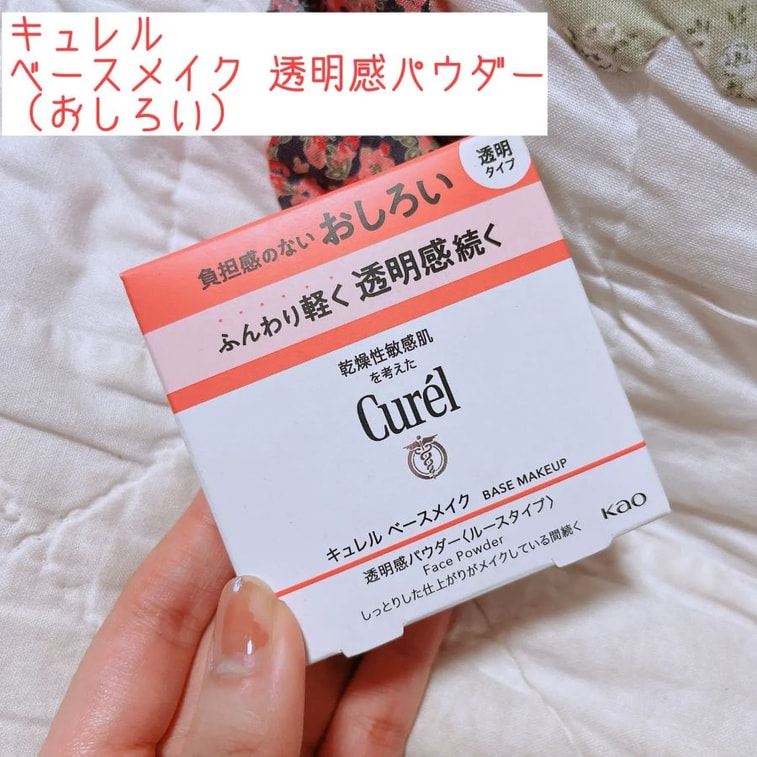 キュレル
ベースメイク 透明感パウダー
(おしろい)
透明
タイプ
負担感のない おしろい
ふんわり軽く 透明感続く
乾燥性敏感肌
を考えた
Curél
キュレル ベースメイク BASE MAKEUP
透明感パウダー〈ルースタイプ〉
Face Powder
しっとりした仕上がりがメイクしている間続く
Kao